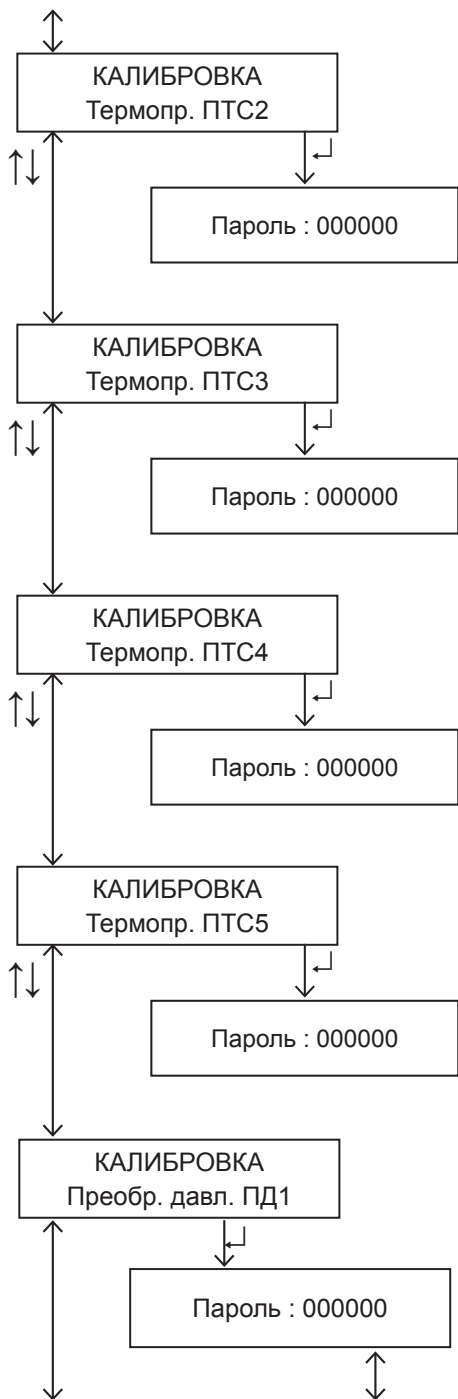 КАЛИБРОВКА
Термопр. ПТС2
Пароль : 000000
КАЛИБРОВКА
Термопр. ПТС3
Пароль : 000000
КАЛИБРОВКА
Термопр. ПТС4
Пароль : 000000
КАЛИБРОВКА
Термопр. ПТС5
Пароль : 000000
КАЛИБРОВКА
Преобр. давл. ПД1
Пароль : 000000